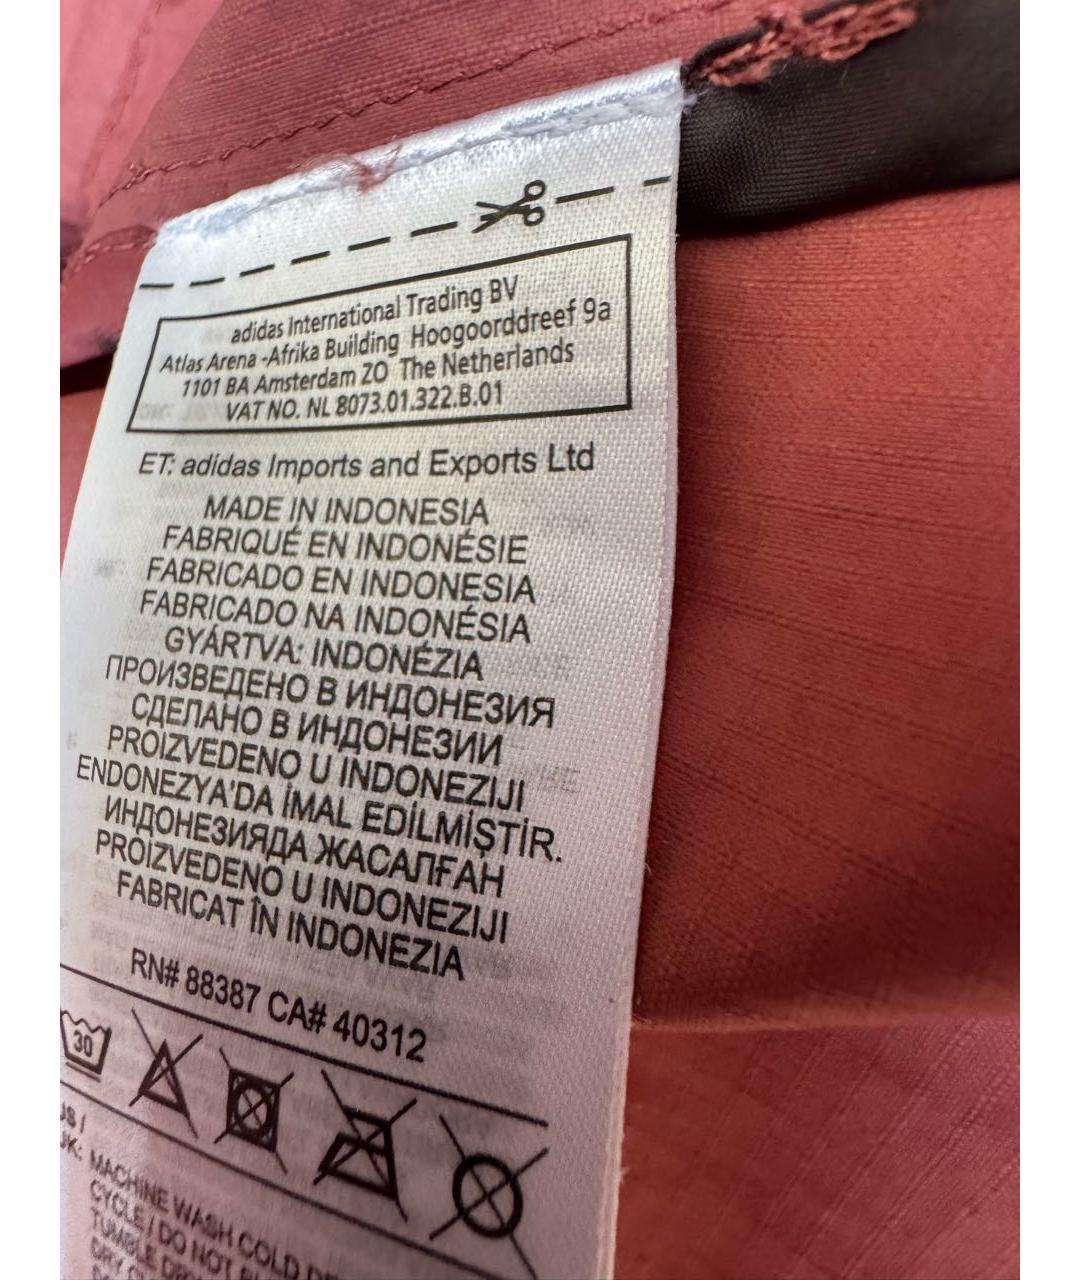 adidas International Trading BV
Atlas Arena -Afrika Building Hoogoorddreef 9a
1101 BA Amsterdam ZO The Netherlands
VAT NO. NL 8073.01.322.B.01
ET: adidas Imports and Exports Ltd
MADE IN INDONESIA
FABRIQUÉ EN INDONÉSIE
FABRICADO EN INDONESIA
FABRICADO NA INDONÉSIA
GYÁRTVA: INDONÉZIA
ПРОИЗВЕДЕНО В ИНДОНЕЗИЯ
СДЕЛАНО В ИНДОНЕЗИИ
PROIZVEDENO U INDONEZIJI
ENDONEZYA'DA İMAL EDİLMİŞTİR.
ИНДОНЕЗИЯДА ЖАСАЛҒАН
PROIZVEDENO U INDONEZIJI
FABRICAT ÎN INDONEZIA
RN# 88387 CA# 40312
30
MACHINE WASH COLD
CYCLE / DO NOT
TUMBLE
DRY